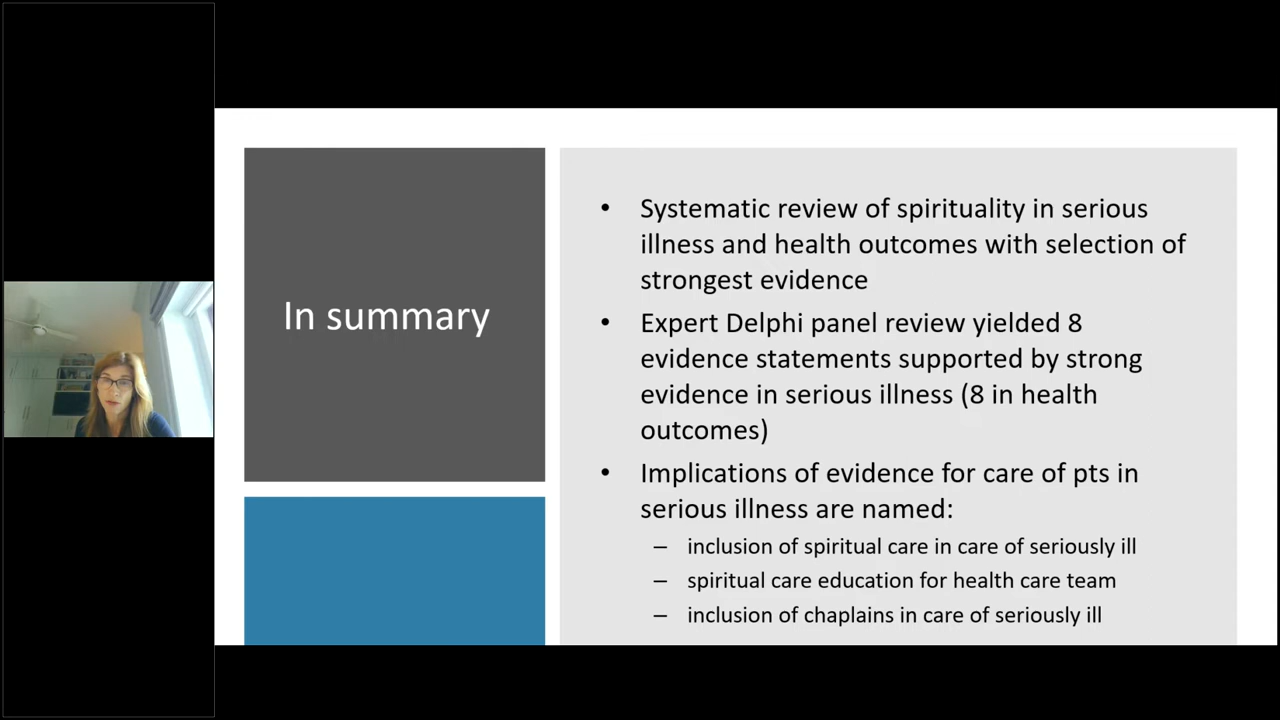 In summary
• Systematic review of spirituality in serious
illness and health outcomes with selection of
strongest evidence
• Expert Delphi panel review yielded 8
evidence statements supported by strong
evidence in serious illness (8 in health
outcomes)
• Implications of evidence for care of pts in
serious illness are named:
– inclusion of spiritual care in care of seriously ill
– spiritual care education for health care team
– inclusion of chaplains in care of seriously ill